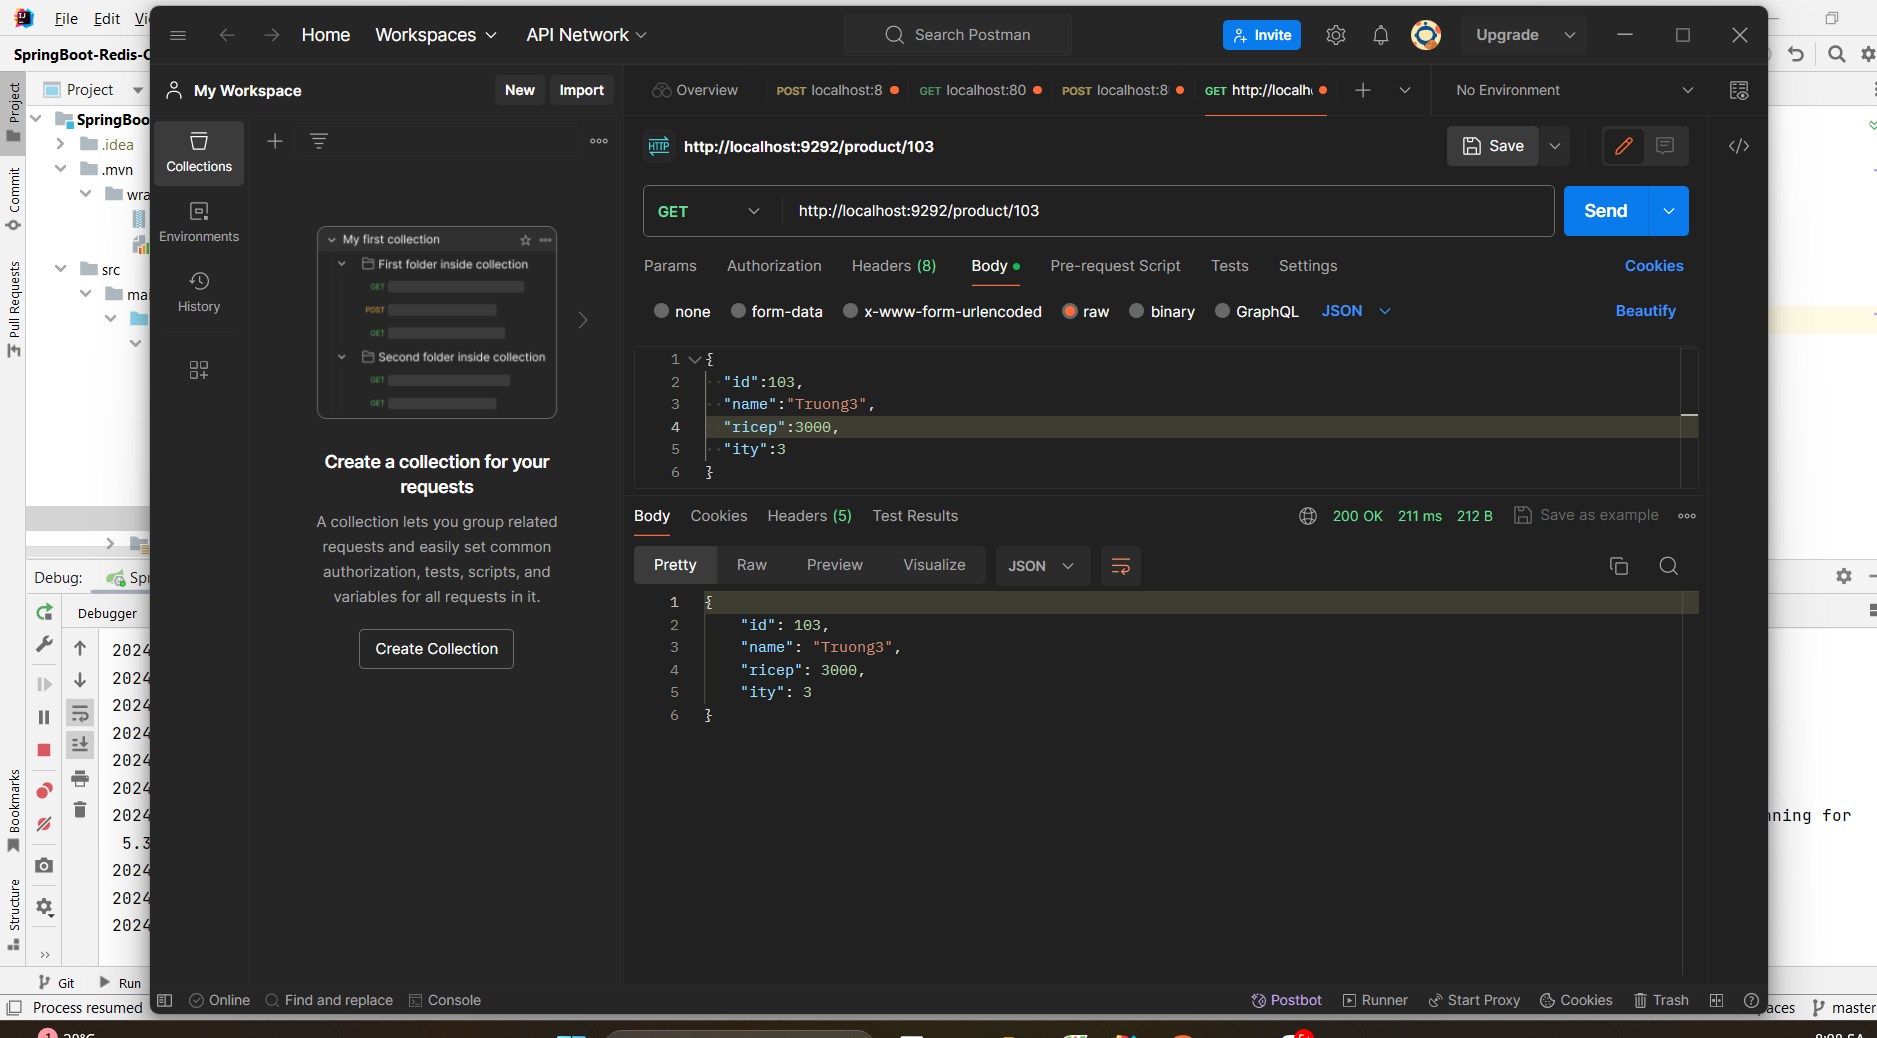 File Edit Vi
Home Workspaces API Network Search Postman Invite Upgrade
SpringBoot-Redis-C
Project
My Workspace New Import Overview POST localhost:8 GET localhost:80 POST localhost:8 GET http://localh No Environment
Project
SpringBoo
.idea
.mvn
wra
src
mai
Commit
Pull Requests
Collections
Environments
History
My first collection
First folder inside collection
GET
POST
GET
Second folder inside collection
GET
GET
Create a collection for your
requests
A collection lets you group related
requests and easily set common
authorization, tests, scripts, and
variables for all requests in it.
Create Collection
HTTP http://localhost:9292/product/103 Save
GET http://localhost:9292/product/103 Send
Params Authorization Headers (8) Body Pre-request Script Tests Settings Cookies
none form-data x-www-form-urlencoded raw binary GraphQL JSON Beautify
1 {
2 "id":103,
3 "name":"Truong3",
4 "ricep":3000,
5 "ity":3
6 }
Body Cookies Headers (5) Test Results 200 OK 211 ms 212 B Save as example
Pretty Raw Preview Visualize JSON
1 {
2 "id": 103,
3 "name": "Truong3",
4 "ricep": 3000,
5 "ity": 3
6 }
Debug: Spr
Debugger
2024
2024
2024
2024
2024
2024
2024 nning for
5.3
2024
2024
2024
Bookmarks
Structure
Git Run
Online Find and replace Console Postbot Runner Start Proxy Cookies Trash
Process resumed aces master